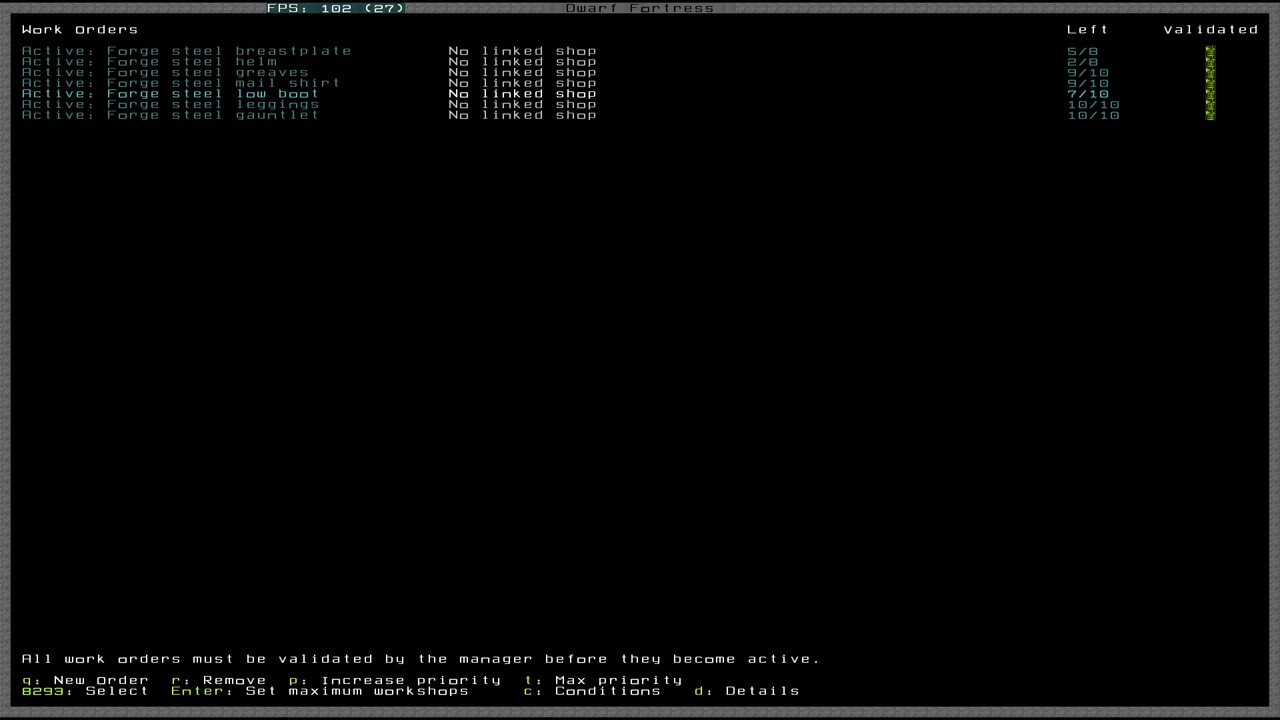 FPS: 102 (27) Dwarf Fortress
Work Orders Left Validated
Active: Forge steel breastplate No linked shop 5/8
Active: Forge steel helm No linked shop 2/8
Active: Forge steel greaves No linked shop 9/10
Active: Forge steel mail shirt No linked shop 9/10
Active: Forge steel low boot No linked shop 7/10
Active: Forge steel leggings No linked shop 10/10
Active: Forge steel gauntlet No linked shop 10/10
All work orders must be validated by the manager before they become active.
q: New Order r: Remove p: Increase priority t: Max priority
8293: Select Enter: Set maximum workshops c: Conditions d: Details